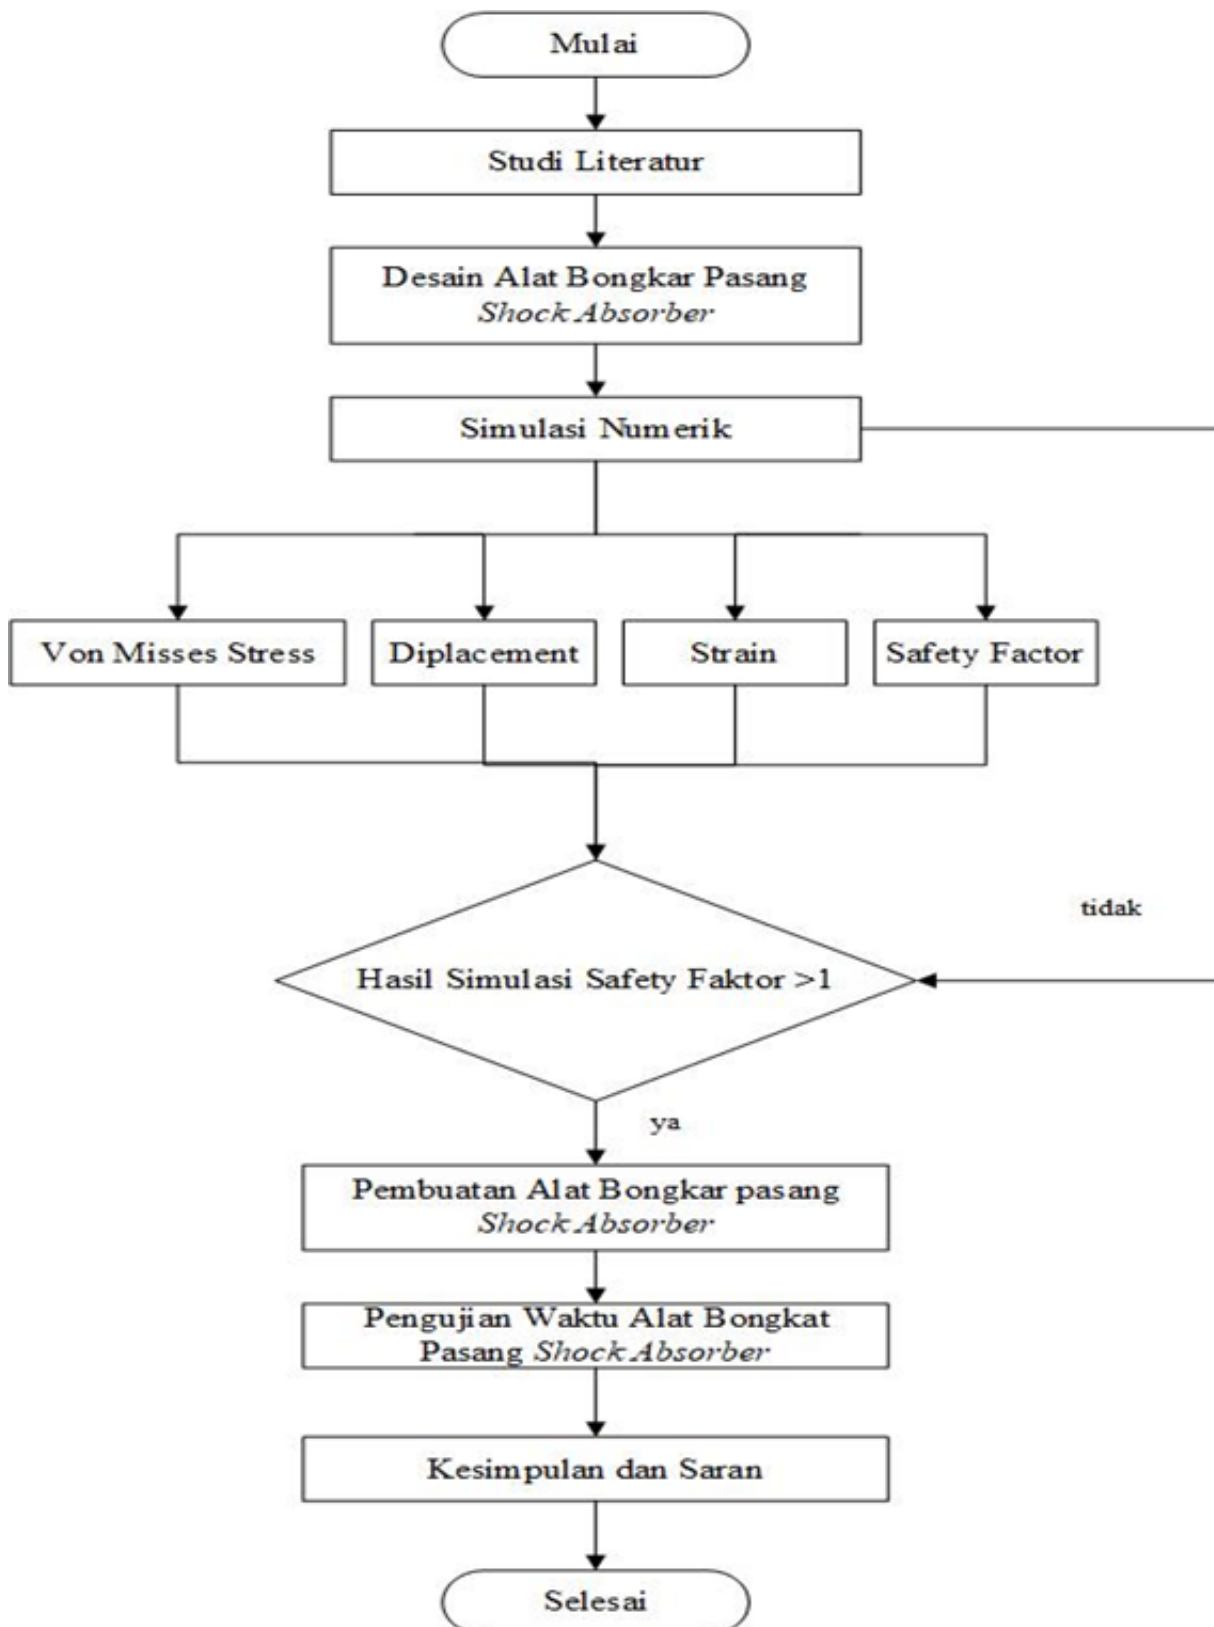 Mulai
Studi Literatur
Desain Alat Bongkar Pasang
Shock Absorber
Simulasi Numerik
Von Misses Stress
Diplacement
Strain
Safety Factor
tidak
Hasil Simulasi Safety Faktor >1
ya
Pembuatan Alat Bongkar pasang
Shock Absorber
Pengujian Waktu Alat Bongkat
Pasang Shock Absorber
Kesimpulan dan Saran
Selesai